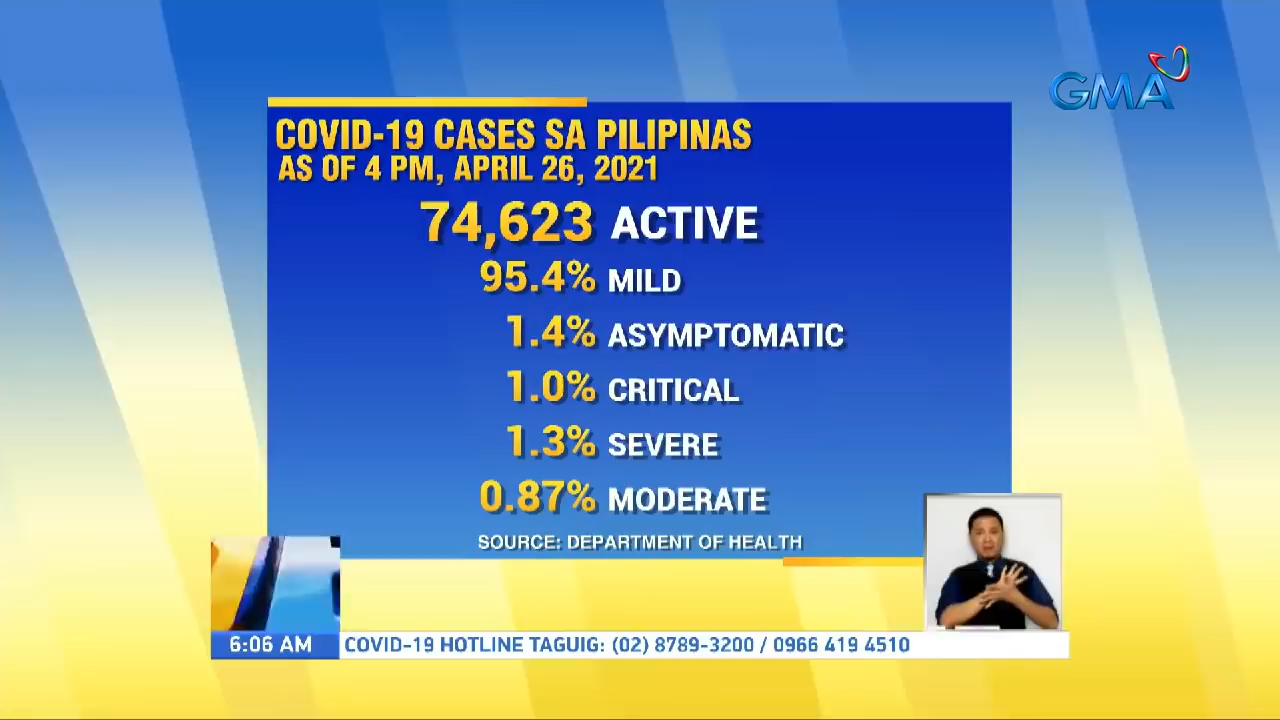 GMA
COVID-19 CASES SA PILIPINAS
AS OF 4 PM, APRIL 26, 2021
74,623 ACTIVE
95.4% MILD
1.4% ASYMPTOMATIC
1.0% CRITICAL
1.3% SEVERE
0.87% MODERATE
SOURCE: DEPARTMENT OF HEALTH
6:06 AM COVID-19 HOTLINE TAGUIG: (02) 8789-3200 / 0966 419 4510